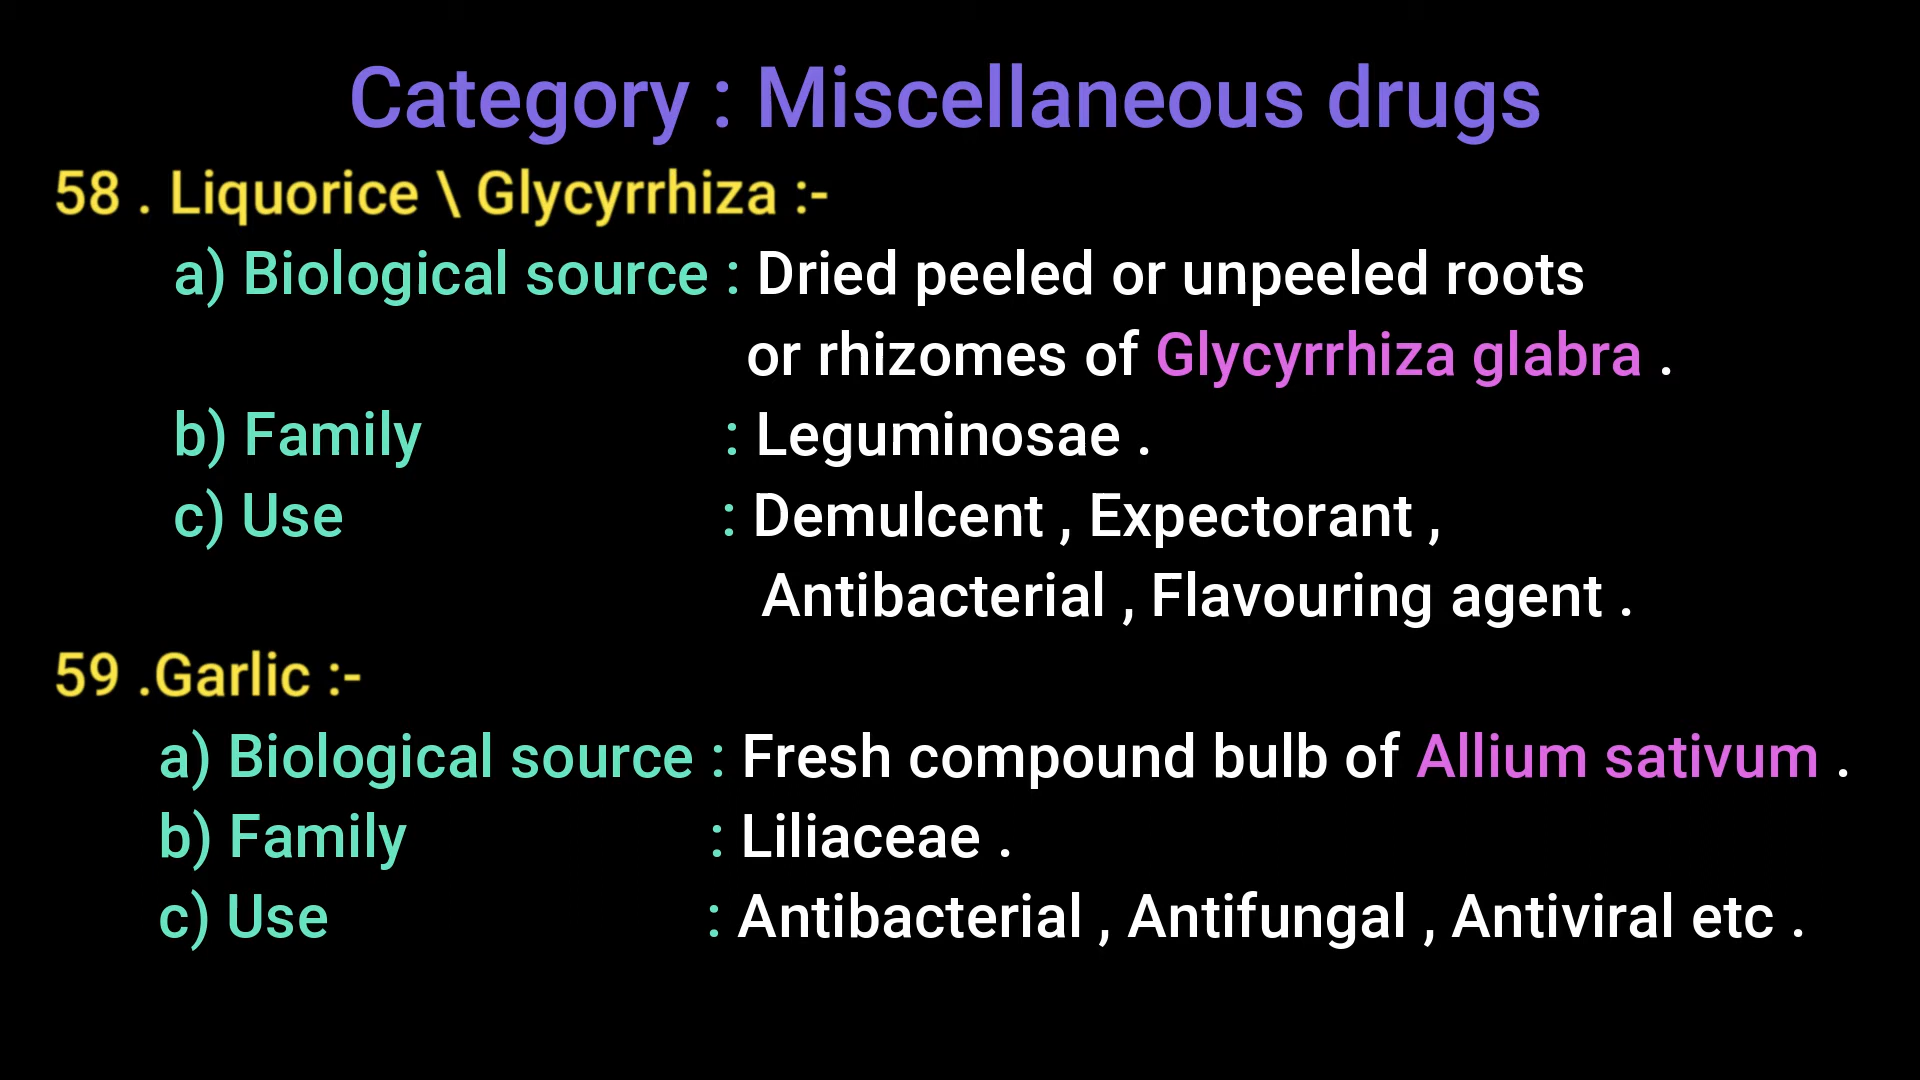 Category : Miscellaneous drugs
58 . Liquorice \ Glycyrrhiza :-
a) Biological source : Dried peeled or unpeeled roots
or rhizomes of Glycyrrhiza glabra .
b) Family : Leguminosae .
c) Use : Demulcent , Expectorant ,
Antibacterial , Flavouring agent .
59 .Garlic :-
a) Biological source : Fresh compound bulb of Allium sativum .
b) Family : Liliaceae .
c) Use : Antibacterial , Antifungal , Antiviral etc .